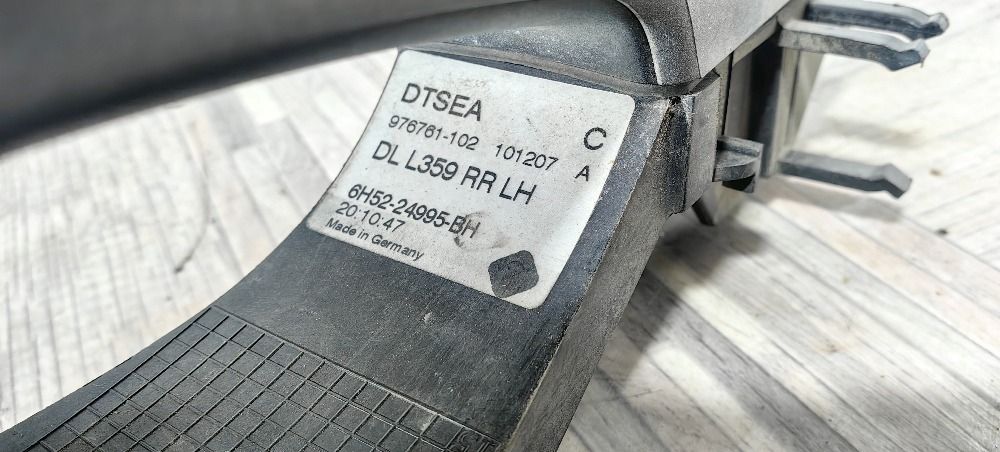 DTSEA
976761-102 101207
C
A
DL L359 RR LH
6H52-24995-BH
20:10:47
Made in Germany